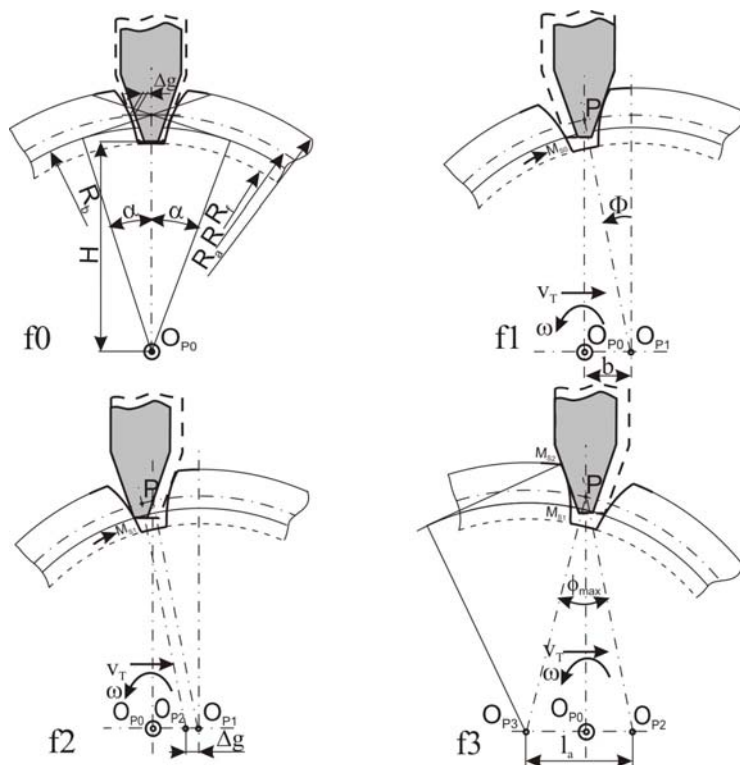 Δg
R_b
α
α
R_f
R
R_a
H
O_P0
f0
P
M_S0
Φ
v_T
ω
O_P0
O_P1
b
f1
P
M_S3
v_T
ω
O_P0
O_P2
O_P1
Δg
f2
M_S2
P
M_S1
ϕ_max
v_T
ω
O_P3
O_P0
O_P2
l_a
f3